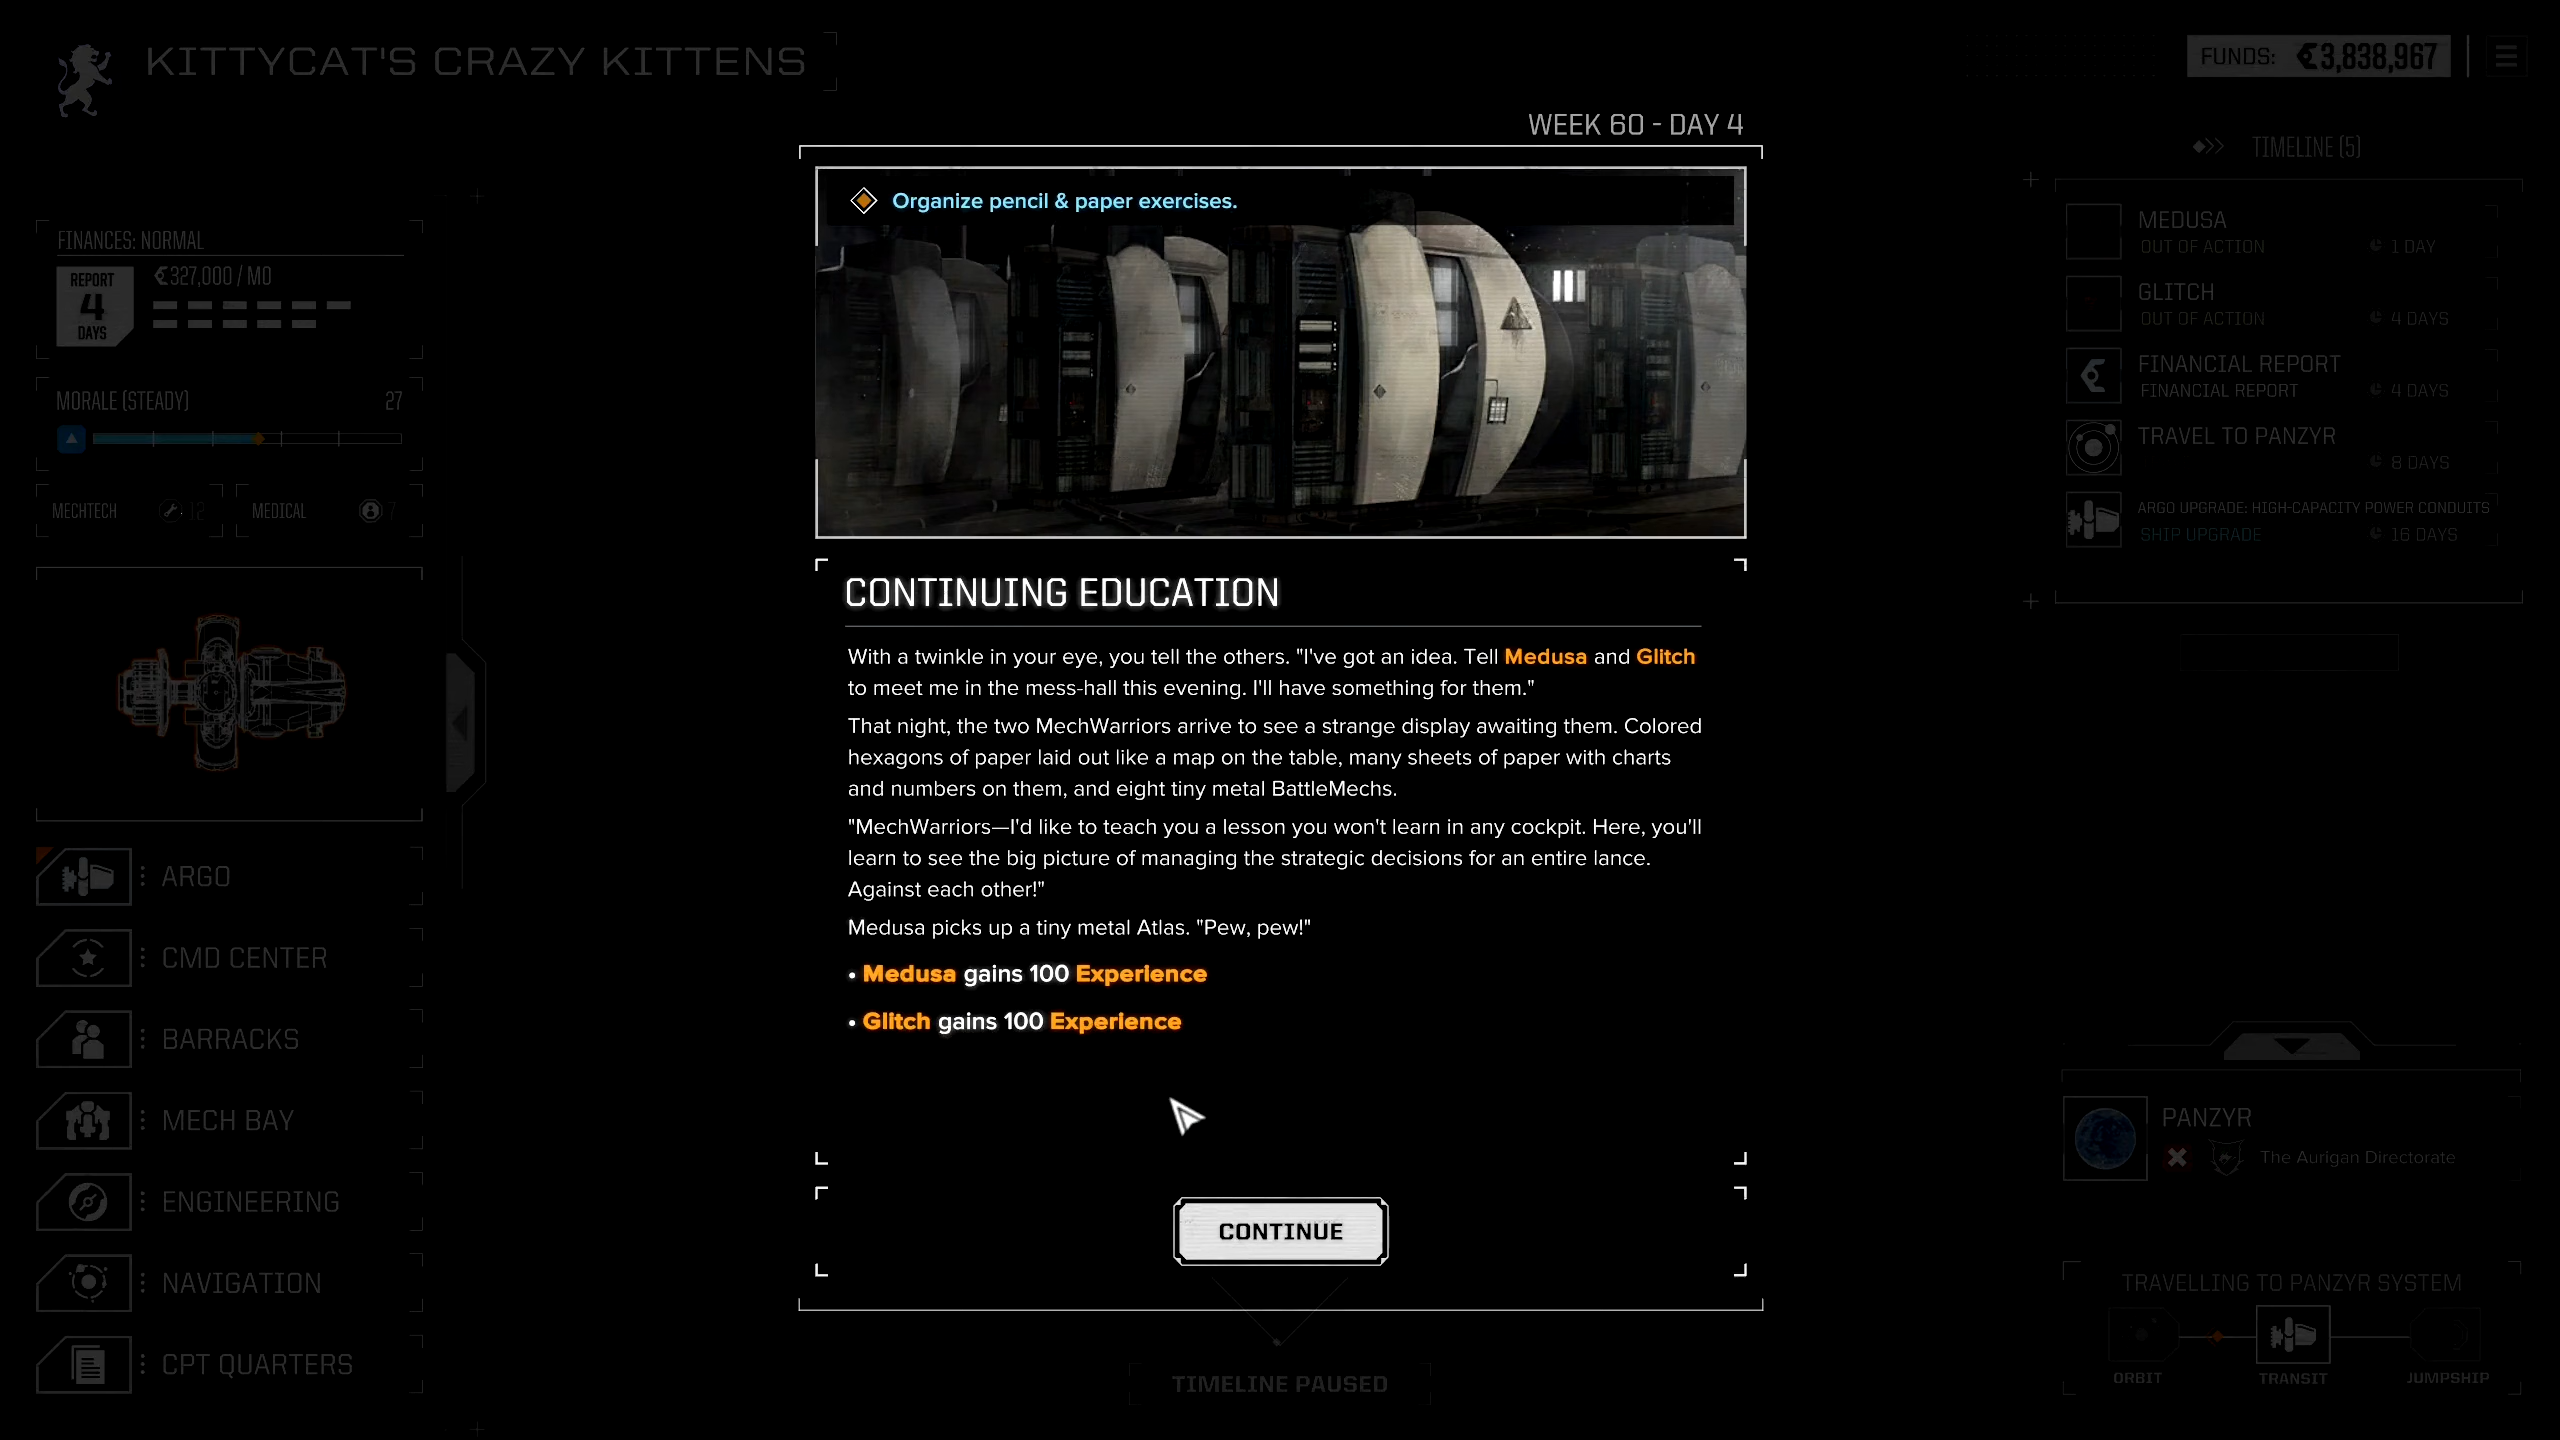 KITTYCAT'S CRAZY KITTENS
FUNDS: 3,838,967
WEEK 60 - DAY 4
TIMELINE (5)
FINANCES: NORMAL
REPORT
4
DAYS
327,000 / MO
MORALE (STEADY) 27
MECHTECH 12
MEDICAL 7
ARGO
CMD CENTER
BARRACKS
MECH BAY
ENGINEERING
NAVIGATION
CPT QUARTERS
Organize pencil & paper exercises.
CONTINUING EDUCATION
With a twinkle in your eye, you tell the others. "I've got an idea. Tell Medusa and Glitch
to meet me in the mess-hall this evening. I'll have something for them."
That night, the two MechWarriors arrive to see a strange display awaiting them. Colored
hexagons of paper laid out like a map on the table, many sheets of paper with charts
and numbers on them, and eight tiny metal BattleMechs.
"MechWarriors—I'd like to teach you a lesson you won't learn in any cockpit. Here, you'll
learn to see the big picture of managing the strategic decisions for an entire lance.
Against each other!"
Medusa picks up a tiny metal Atlas. "Pew, pew!"
• Medusa gains 100 Experience
• Glitch gains 100 Experience
CONTINUE
TIMELINE PAUSED
MEDUSA
OUT OF ACTION 1 DAY
GLITCH
OUT OF ACTION 4 DAYS
FINANCIAL REPORT
FINANCIAL REPORT 4 DAYS
TRAVEL TO PANZYR
8 DAYS
ARGO UPGRADE: HIGH-CAPACITY POWER CONDUITS
SHIP UPGRADE 16 DAYS
PANZYR
The Aurigan Directorate
TRAVELLING TO PANZYR SYSTEM
ORBIT TRANSIT JUMPSHIP